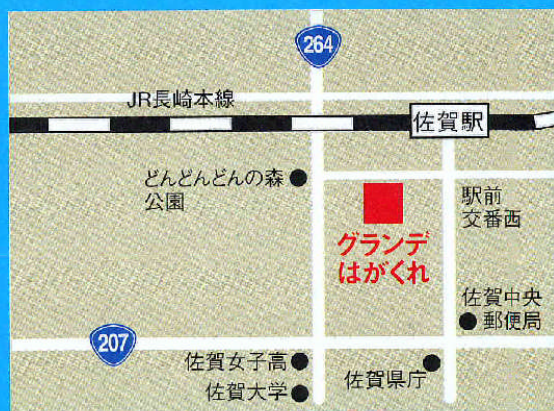 264
JR長崎本線
佐賀駅
どんどんどんの森
公園
駅前
交番西
グランデ
はがくれ
佐賀中央
郵便局
207
佐賀女子高
佐賀大学
佐賀県庁